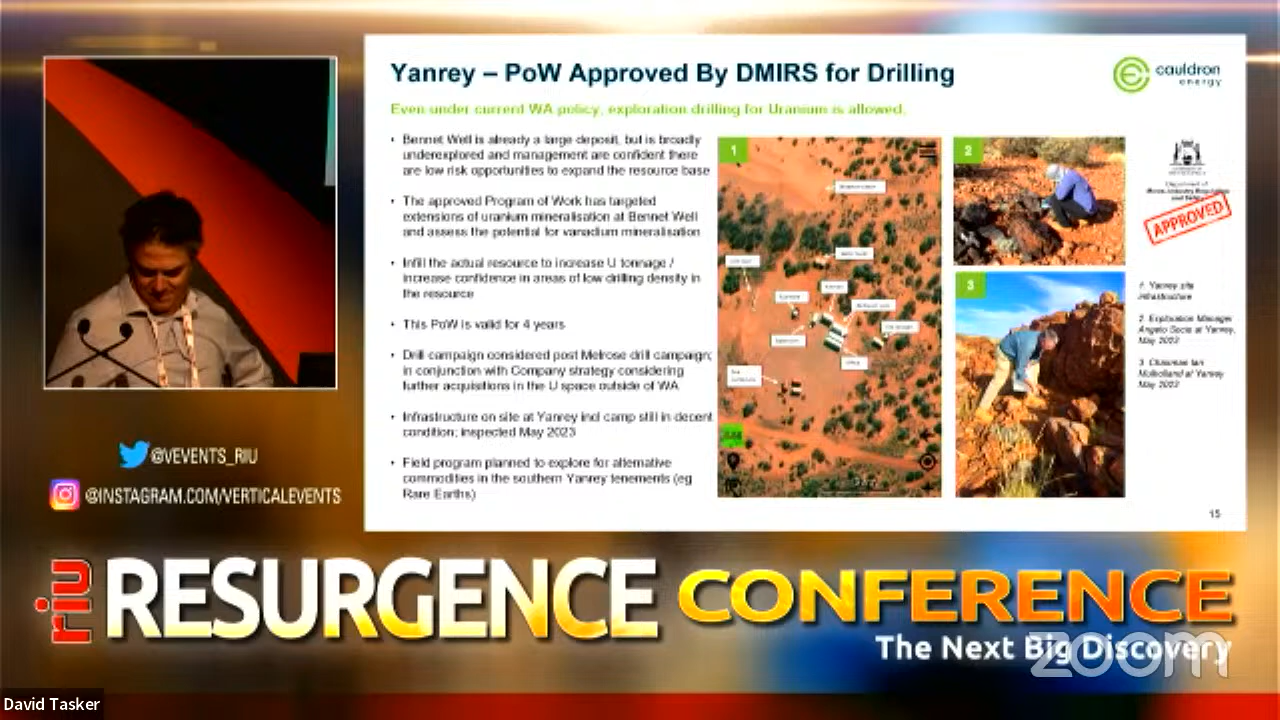 Yanrey – PoW Approved By DMIRS for Drilling
cauldron
energy
Even under current WA policy, exploration drilling for Uranium is allowed.
• Bennet Well is already a large deposit, but is broadly
underexplored and management are confident there
are low risk opportunities to expand the resource base
• The approved Program of Work has targeted
extensions of uranium mineralisation at Bennet Well
and assess the potential for vanadium mineralisation
• Infill the actual resource to increase U tonnage /
increase confidence in areas of low drilling density in
the resource
• This PoW is valid for 4 years
• Drill campaign considered post Melrose drill campaign;
in conjunction with Company strategy considering
further acquisitions in the U space outside of WA
• Infrastructure on site at Yanrey incl camp still in decent
condition; inspected May 2023
• Field program planned to explore for alternative
commodities in the southern Yanrey tenements (eg
Rare Earths)
1
2
3
Department of
APPROVED
1. Yanrey site
infrastructure
2. Exploration Manager
Angelo Socio at Yanrey,
May 2023
3. Chairman Ian
Mulholland at Yanrey
May 2023
15
@VEVENTS_RIU
@INSTAGRAM.COM/VERTICALEVENTS
riu RESURGENCE CONFERENCE
The Next Big Discovery
zoom
David Tasker